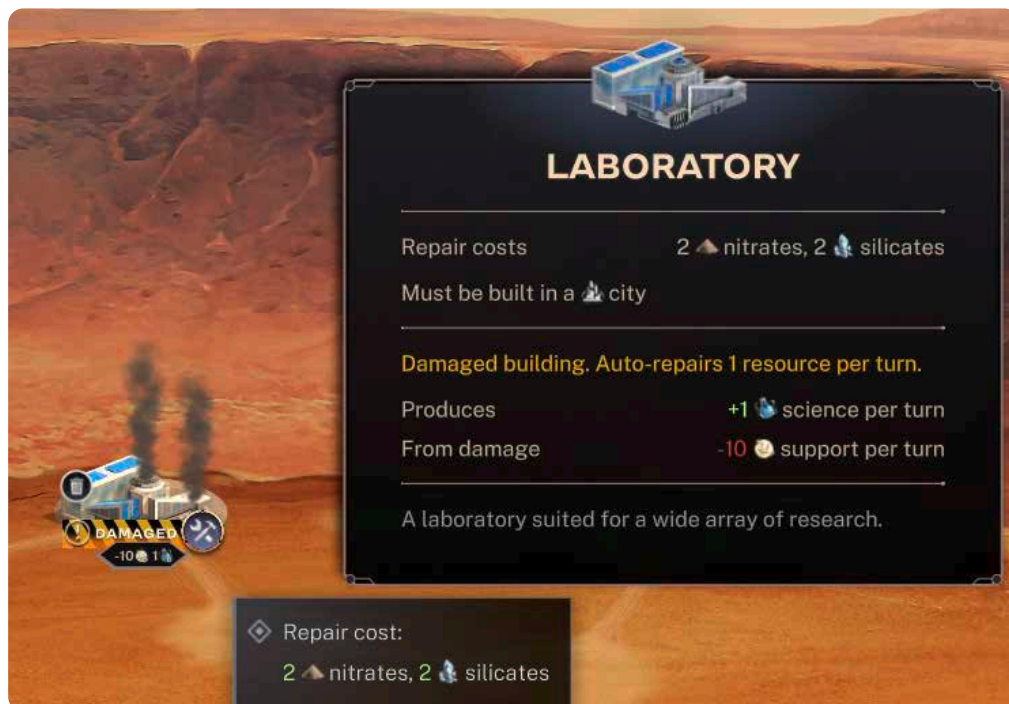 LABORATORY
Repair costs 2 nitrates, 2 silicates
Must be built in a city
Damaged building. Auto-repairs 1 resource per turn.
Produces +1 science per turn
From damage -10 support per turn
A laboratory suited for a wide array of research.
DAMAGED
-10 1
Repair cost:
2 nitrates, 2 silicates